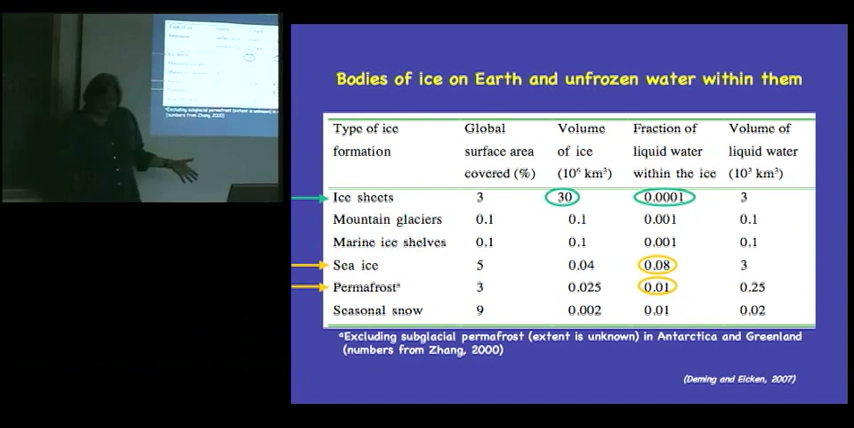 Bodies of ice on Earth and unfrozen water within them
Type of ice Global Volume Fraction of Volume of
formation surface area of ice liquid water liquid water
covered (%) (10⁶ km³) within the ice (10³ km³)
Ice sheets 3 30 0.0001 3
Mountain glaciers 0.1 0.1 0.001 0.1
Marine ice shelves 0.1 0.1 0.001 0.1
Sea ice 5 0.04 0.08 3
Permafrostᵃ 3 0.025 0.01 0.25
Seasonal snow 9 0.002 0.01 0.02
ᵃExcluding subglacial permafrost (extent is unknown) in Antarctica and Greenland
(numbers from Zhang, 2000)
(Deming and Eicken, 2007)